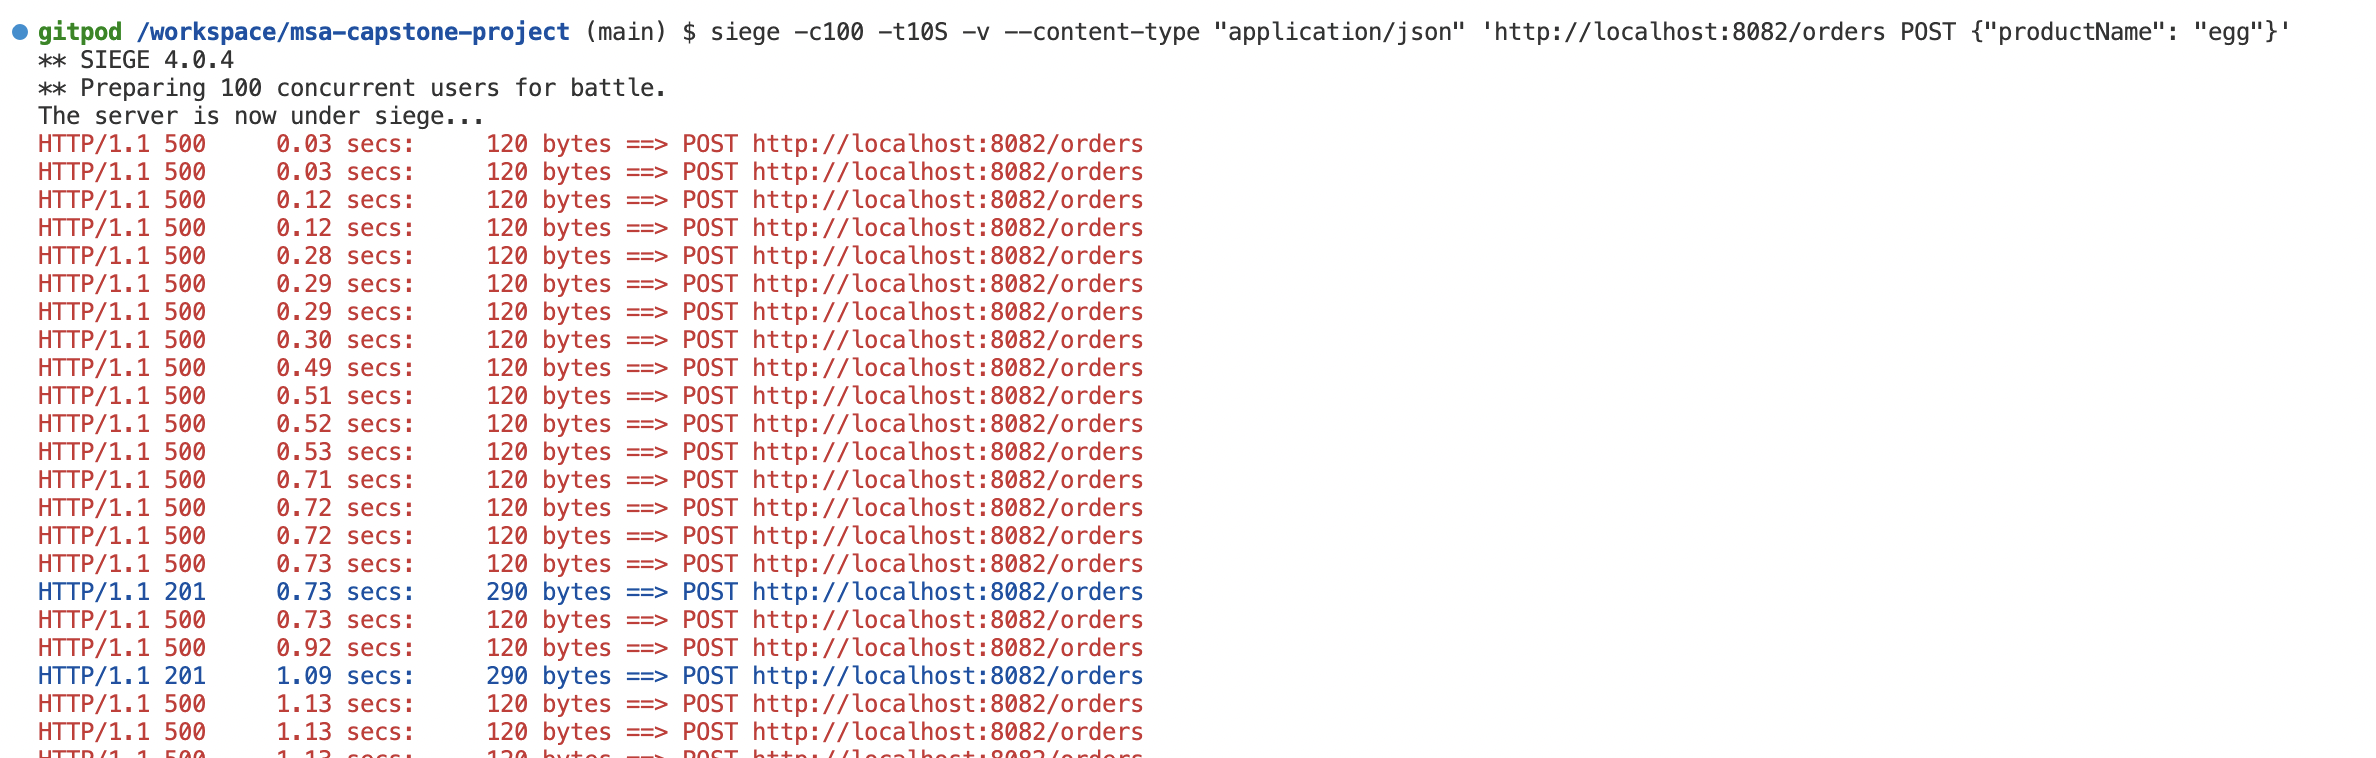 gitpod /workspace/msa-capstone-project (main) $ siege -c100 -t10S -v --content-type "application/json" 'http://localhost:8082/orders POST {"productName": "egg"}'
** SIEGE 4.0.4
** Preparing 100 concurrent users for battle.
The server is now under siege...
HTTP/1.1 500     0.03 secs:     120 bytes ==> POST http://localhost:8082/orders
HTTP/1.1 500     0.03 secs:     120 bytes ==> POST http://localhost:8082/orders
HTTP/1.1 500     0.12 secs:     120 bytes ==> POST http://localhost:8082/orders
HTTP/1.1 500     0.12 secs:     120 bytes ==> POST http://localhost:8082/orders
HTTP/1.1 500     0.28 secs:     120 bytes ==> POST http://localhost:8082/orders
HTTP/1.1 500     0.29 secs:     120 bytes ==> POST http://localhost:8082/orders
HTTP/1.1 500     0.29 secs:     120 bytes ==> POST http://localhost:8082/orders
HTTP/1.1 500     0.30 secs:     120 bytes ==> POST http://localhost:8082/orders
HTTP/1.1 500     0.49 secs:     120 bytes ==> POST http://localhost:8082/orders
HTTP/1.1 500     0.51 secs:     120 bytes ==> POST http://localhost:8082/orders
HTTP/1.1 500     0.52 secs:     120 bytes ==> POST http://localhost:8082/orders
HTTP/1.1 500     0.53 secs:     120 bytes ==> POST http://localhost:8082/orders
HTTP/1.1 500     0.71 secs:     120 bytes ==> POST http://localhost:8082/orders
HTTP/1.1 500     0.72 secs:     120 bytes ==> POST http://localhost:8082/orders
HTTP/1.1 500     0.72 secs:     120 bytes ==> POST http://localhost:8082/orders
HTTP/1.1 500     0.73 secs:     120 bytes ==> POST http://localhost:8082/orders
HTTP/1.1 201     0.73 secs:     290 bytes ==> POST http://localhost:8082/orders
HTTP/1.1 500     0.73 secs:     120 bytes ==> POST http://localhost:8082/orders
HTTP/1.1 500     0.92 secs:     120 bytes ==> POST http://localhost:8082/orders
HTTP/1.1 201     1.09 secs:     290 bytes ==> POST http://localhost:8082/orders
HTTP/1.1 500     1.13 secs:     120 bytes ==> POST http://localhost:8082/orders
HTTP/1.1 500     1.13 secs:     120 bytes ==> POST http://localhost:8082/orders
HTTP/1.1 500     1.13 secs:     120 bytes ==> POST http://localhost:8082/orders